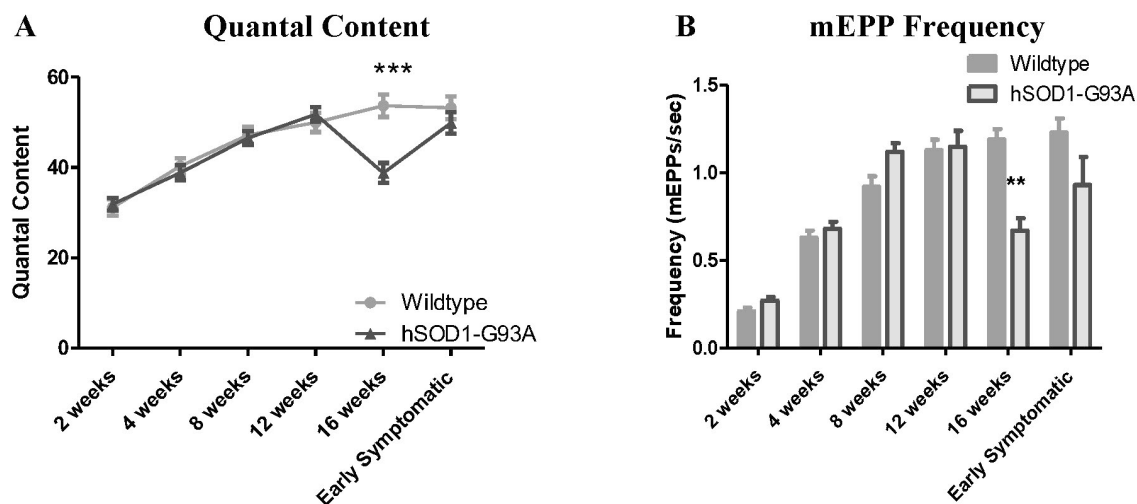 A
Quantal Content
***
60
40
20
0
Quantal Content
Wildtype
hSOD1-G93A
2 weeks
4 weeks
8 weeks
12 weeks
16 weeks
Early Symptomatic
B
mEPP Frequency
Wildtype
hSOD1-G93A
1.5
1.0
0.5
0.0
Frequency (mEPPs/sec)
**
2 weeks
4 weeks
8 weeks
12 weeks
16 weeks
Early Symptomatic